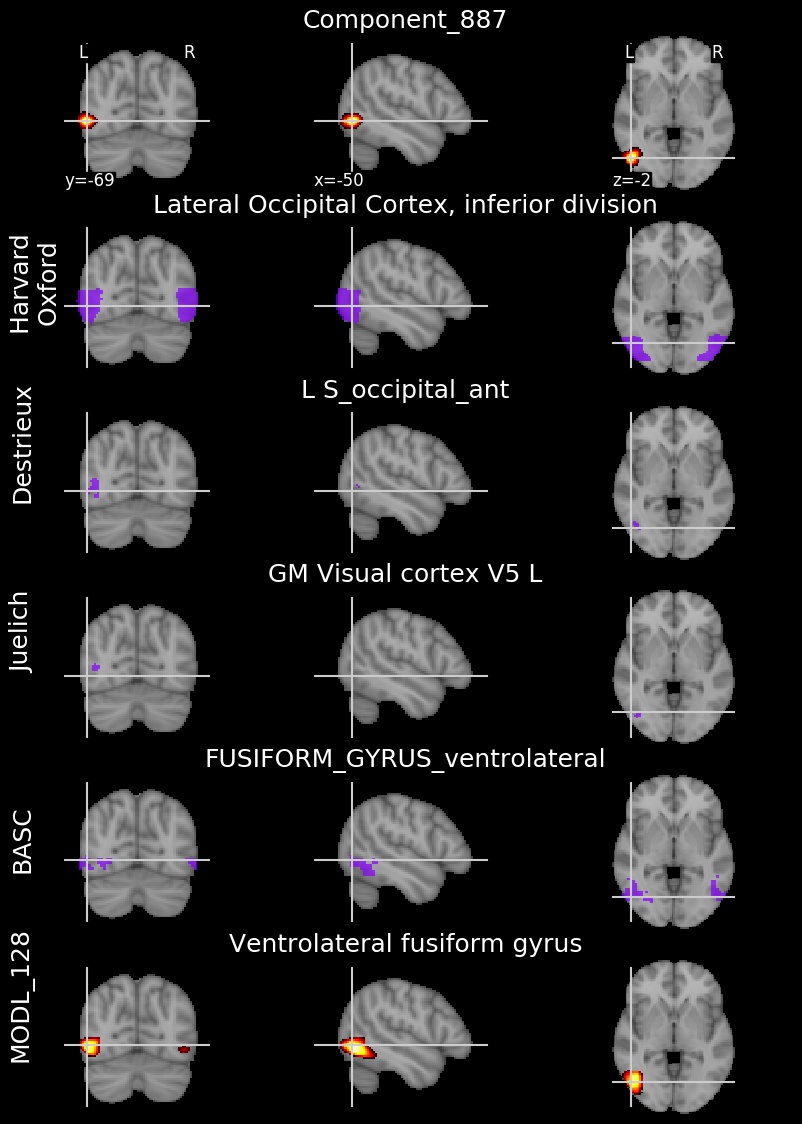 Component_887
L R
L R
y=-69 x=-50 z=-2
Lateral Occipital Cortex, inferior division
Harvard
Oxford
L S_occipital_ant
Destrieux
GM Visual cortex V5 L
Juelich
FUSIFORM_GYRUS_ventrolateral
BASC
Ventrolateral fusiform gyrus
MODL_128